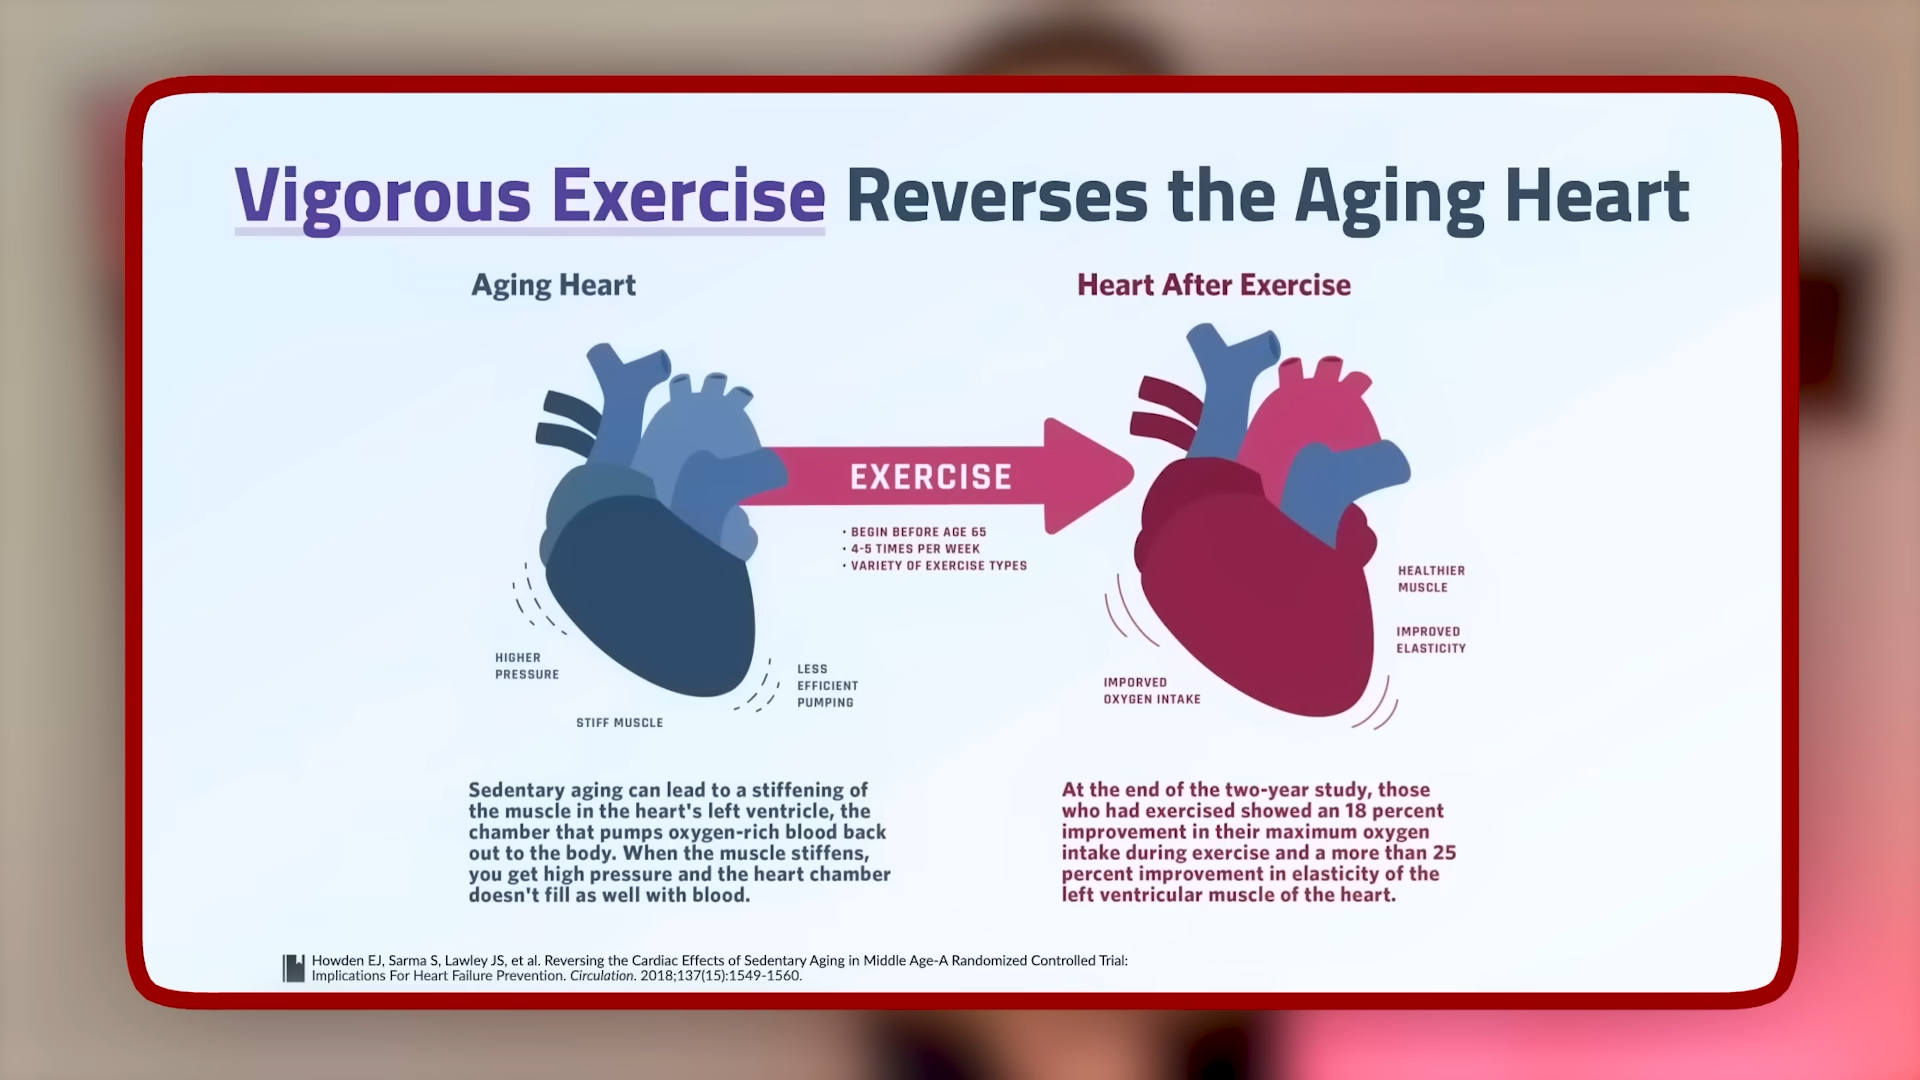 Vigorous Exercise Reverses the Aging Heart
Aging Heart
Heart After Exercise
EXERCISE
• BEGIN BEFORE AGE 65
• 4-5 TIMES PER WEEK
• VARIETY OF EXERCISE TYPES
HIGHER
PRESSURE
STIFF MUSCLE
LESS
EFFICIENT
PUMPING
HEALTHIER
MUSCLE
IMPROVED
ELASTICITY
IMPORVED
OXYGEN INTAKE
Sedentary aging can lead to a stiffening of
the muscle in the heart's left ventricle, the
chamber that pumps oxygen-rich blood back
out to the body. When the muscle stiffens,
you get high pressure and the heart chamber
doesn't fill as well with blood.
At the end of the two-year study, those
who had exercised showed an 18 percent
improvement in their maximum oxygen
intake during exercise and a more than 25
percent improvement in elasticity of the
left ventricular muscle of the heart.
Howden EJ, Sarma S, Lawley JS, et al. Reversing the Cardiac Effects of Sedentary Aging in Middle Age-A Randomized Controlled Trial:
Implications For Heart Failure Prevention. Circulation. 2018;137(15):1549-1560.